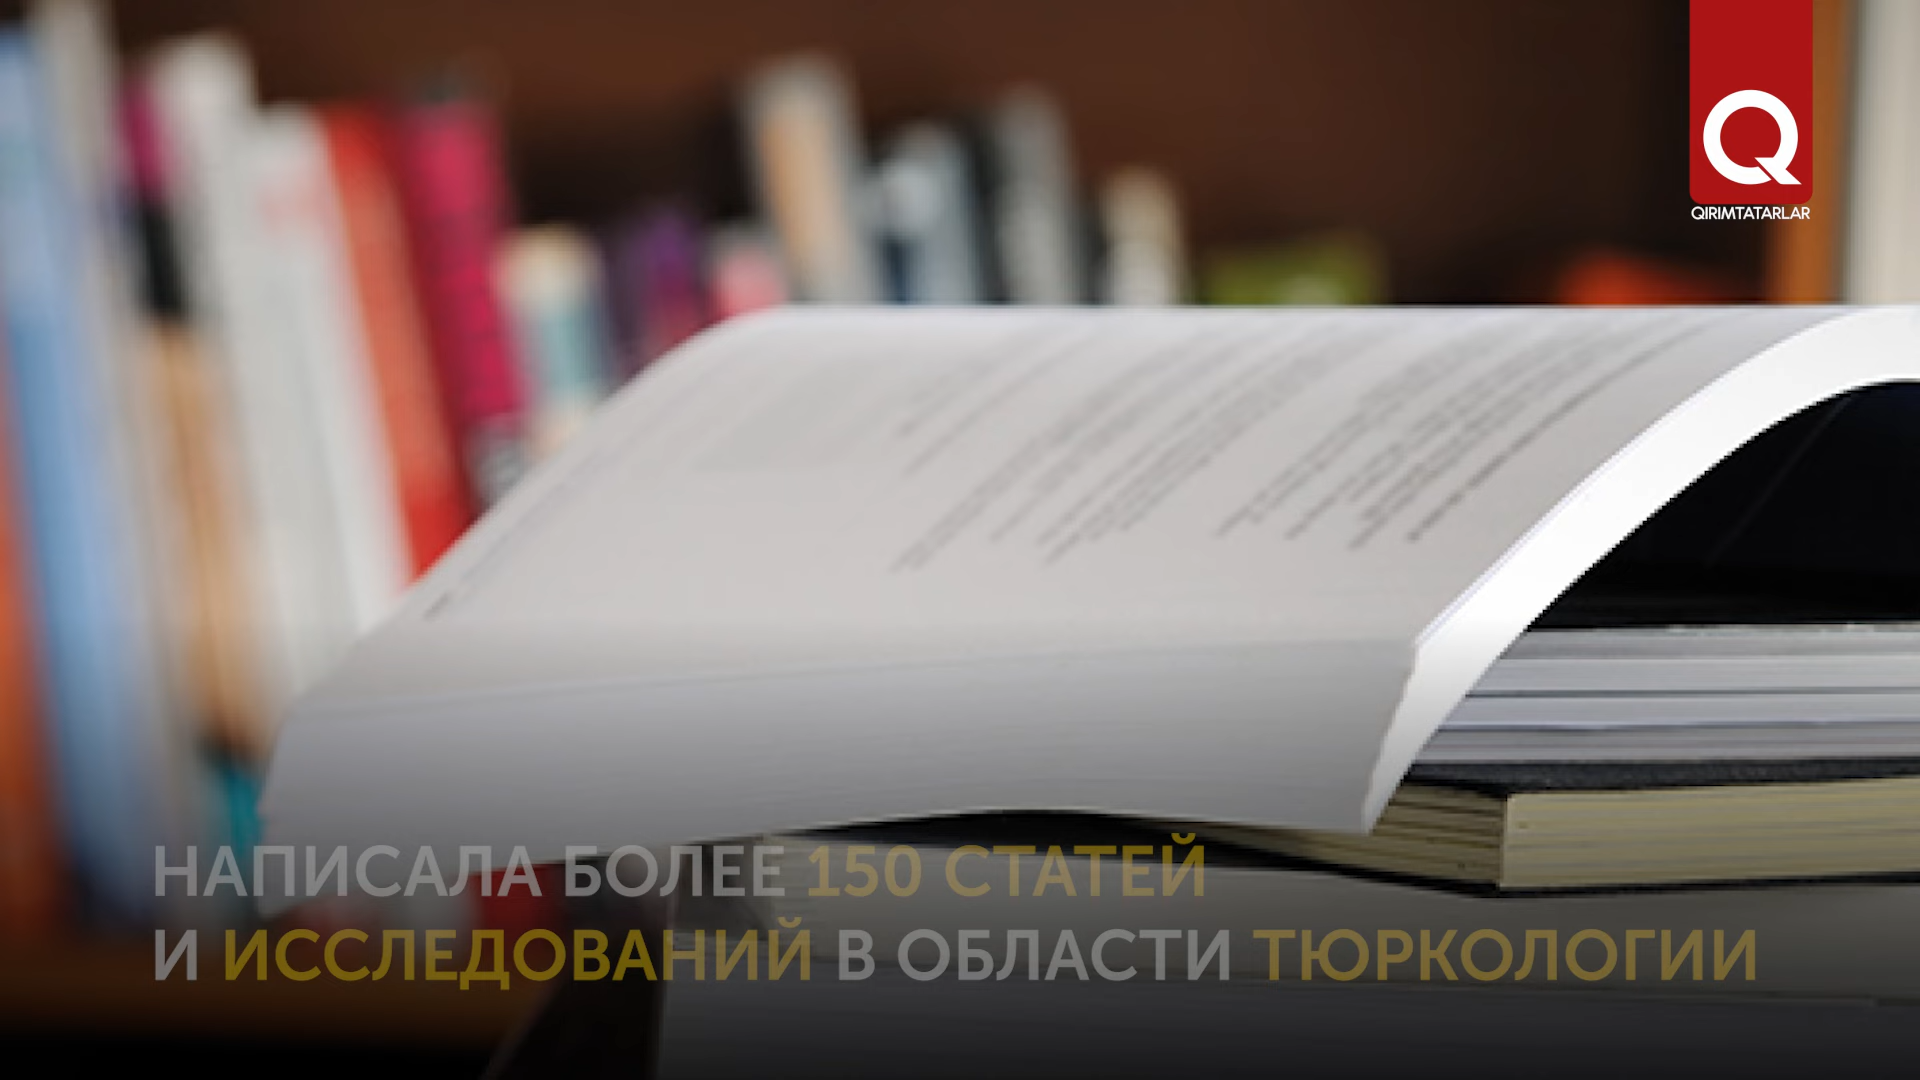 QIRIMTATARLAR
НАПИСАЛА БОЛЕЕ 150 СТАТЕЙ
И ИССЛЕДОВАНИЙ В ОБЛАСТИ ТЮРКОЛОГИИ